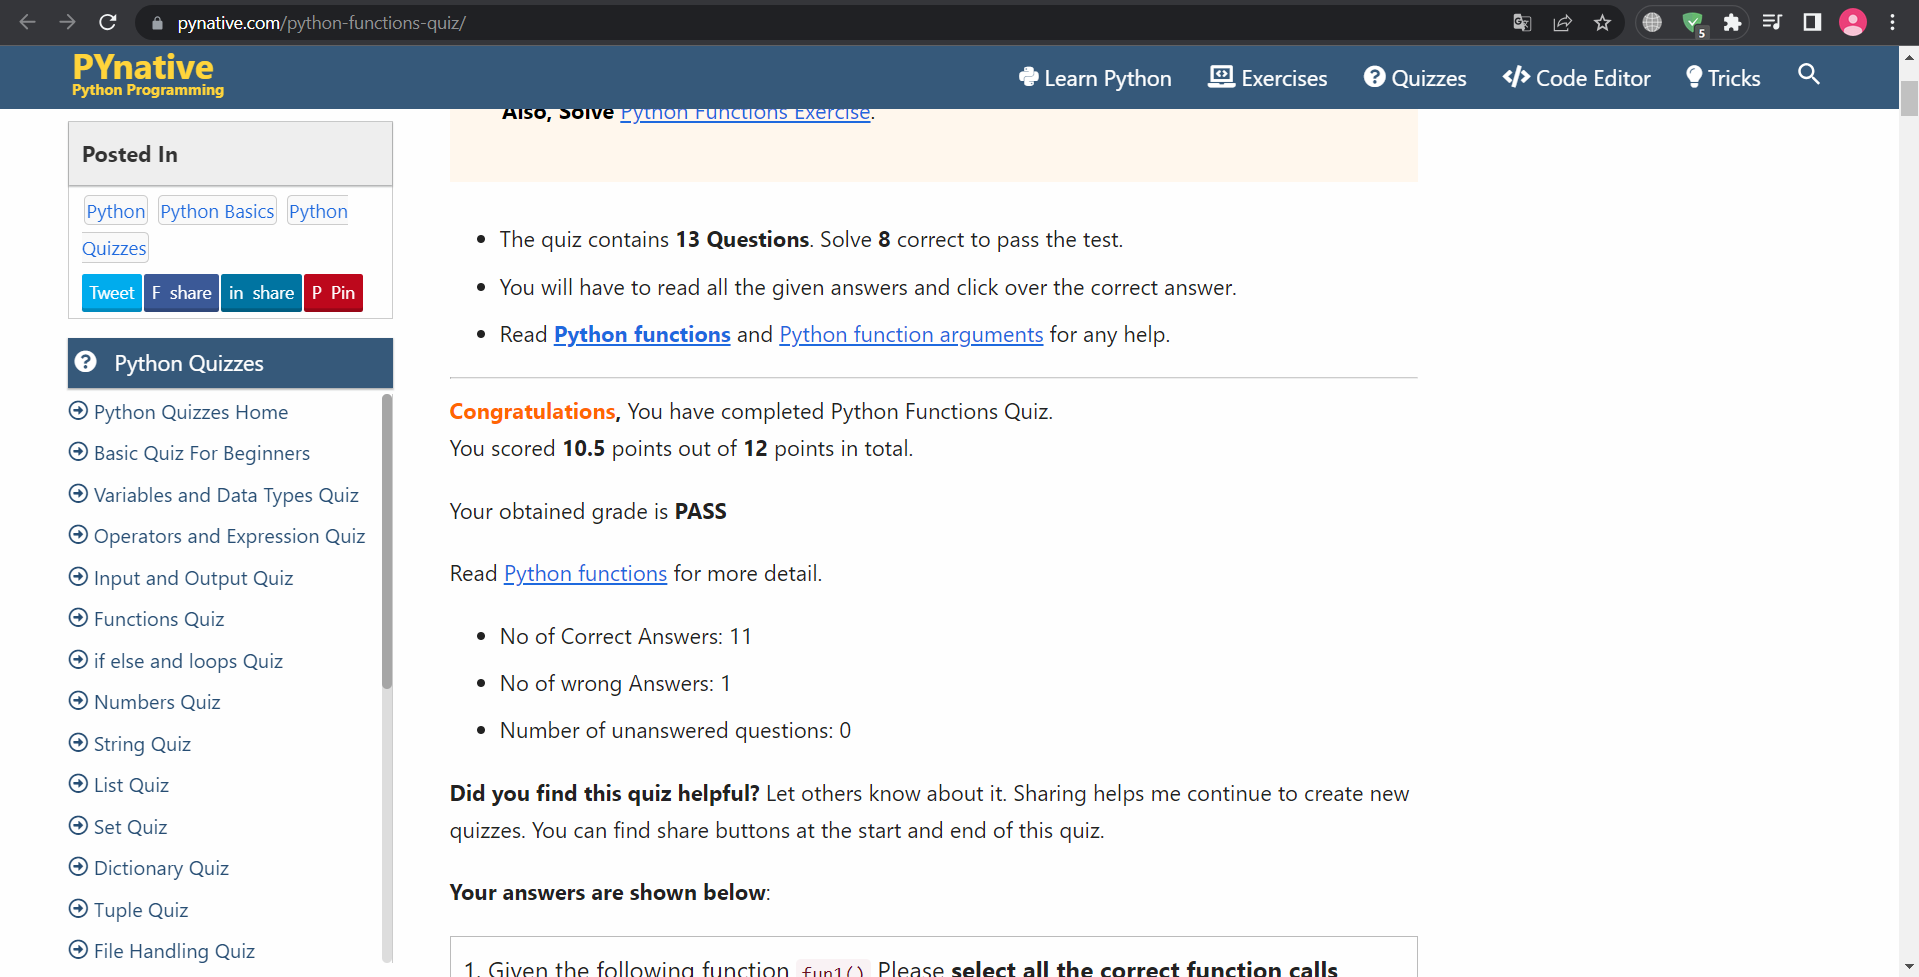 pynative.com/python-functions-quiz/
5
PYnative
Python Programming
Learn Python
Exercises
Quizzes
Code Editor
Tricks
Posted In
Python
Python Basics
Python
Quizzes
Tweet
F share
in share
P Pin
Python Quizzes
Python Quizzes Home
Basic Quiz For Beginners
Variables and Data Types Quiz
Operators and Expression Quiz
Input and Output Quiz
Functions Quiz
if else and loops Quiz
Numbers Quiz
String Quiz
List Quiz
Set Quiz
Dictionary Quiz
Tuple Quiz
File Handling Quiz
Also, Solve Python Functions Exercise.
The quiz contains 13 Questions. Solve 8 correct to pass the test.
You will have to read all the given answers and click over the correct answer.
Read Python functions and Python function arguments for any help.
Congratulations, You have completed Python Functions Quiz.
You scored 10.5 points out of 12 points in total.
Your obtained grade is PASS
Read Python functions for more detail.
No of Correct Answers: 11
No of wrong Answers: 1
Number of unanswered questions: 0
Did you find this quiz helpful? Let others know about it. Sharing helps me continue to create new
quizzes. You can find share buttons at the start and end of this quiz.
Your answers are shown below:
1. Given the following function fun1() Please select all the correct function calls